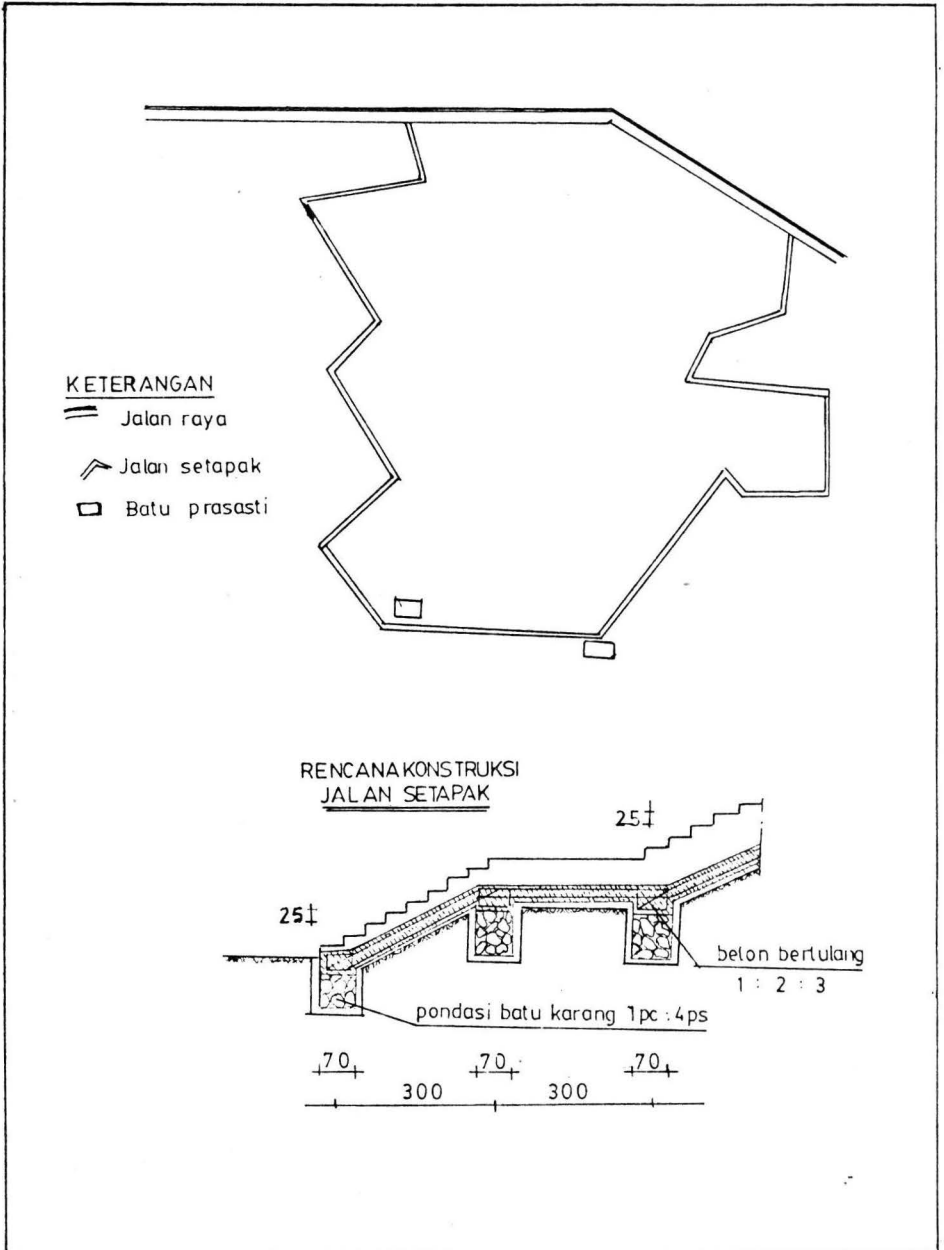 KETERANGAN
Jalan raya
Jalan setapak
Batu prasasti
RENCANA KONSTRUKSI
JALAN SETAPAK
25
25
beton bertulang
1 : 2 : 3
pondasi batu karang 1pc : 4ps
70 70 70
300 300